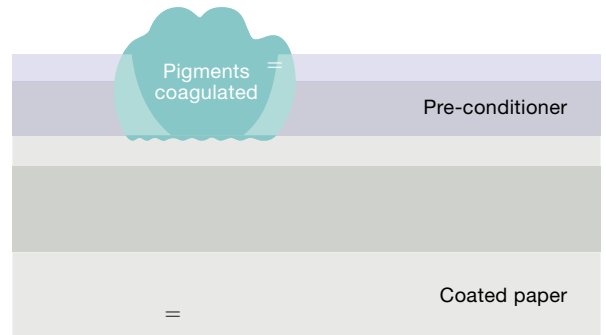 =
Pigments
coagulated
Pre-conditioner
Coated paper
=